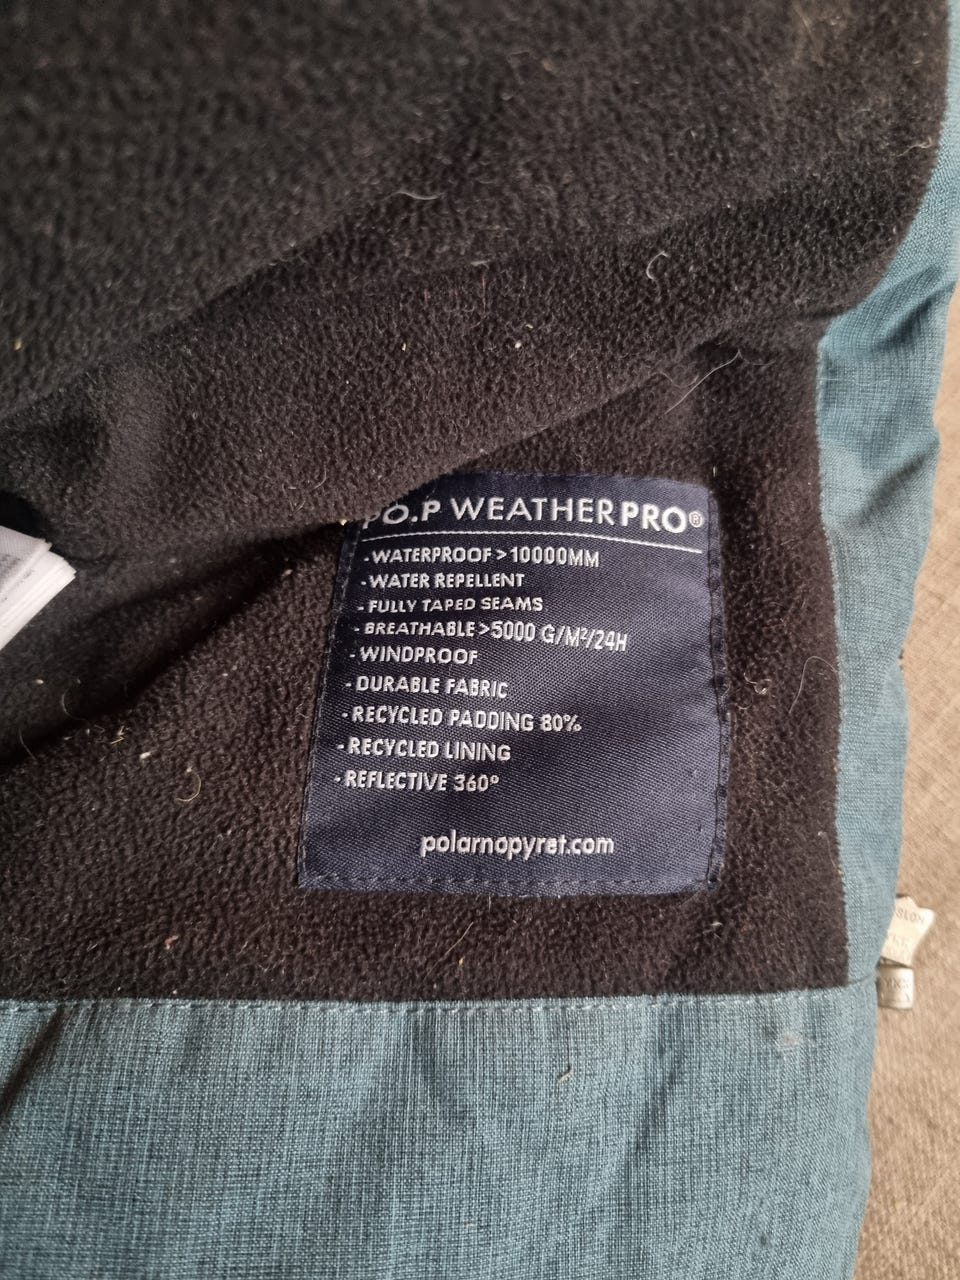 PO.P WEATHERPRO®
-WATERPROOF>10000MM
-WATER REPELLENT
-FULLY TAPED SEAMS
-BREATHABLE>5000 G/M²/24H
-WINDPROOF
-DURABLE FABRIC
-RECYCLED PADDING 80%
-RECYCLED LINING
-REFLECTIVE 360°
polarnopyret.com